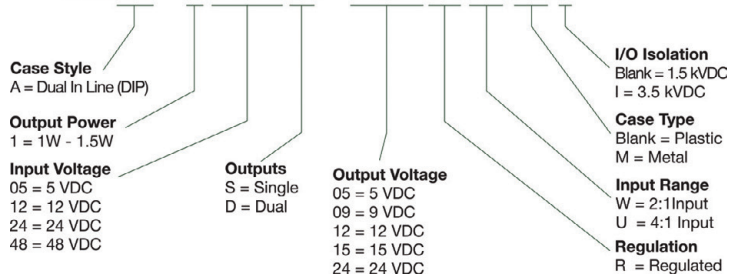 Case Style
A = Dual In Line (DIP)
Output Power
1 = 1W - 1.5W
Input Voltage
05 = 5 VDC
12 = 12 VDC
24 = 24 VDC
48 = 48 VDC
Outputs
S = Single
D = Dual
Output Voltage
05 = 5 VDC
09 = 9 VDC
12 = 12 VDC
15 = 15 VDC
24 = 24 VDC
I/O Isolation
Blank = 1.5 kVDC
I = 3.5 kVDC
Case Type
Blank = Plastic
M = Metal
Input Range
W = 2:1Input
U = 4:1 Input
Regulation
R = Regulated